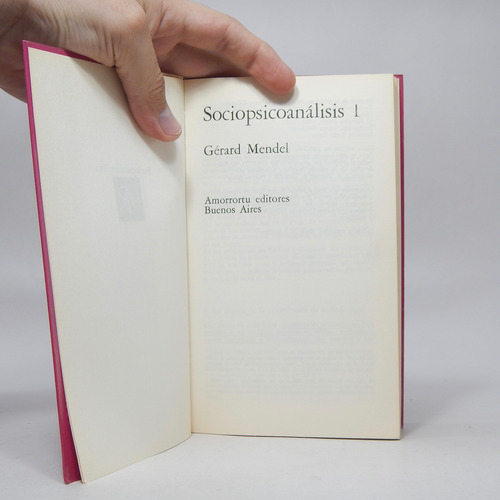 Sociopsicoanálisis 1
Gérard Mendel
Amorrortu editores
Buenos Aires